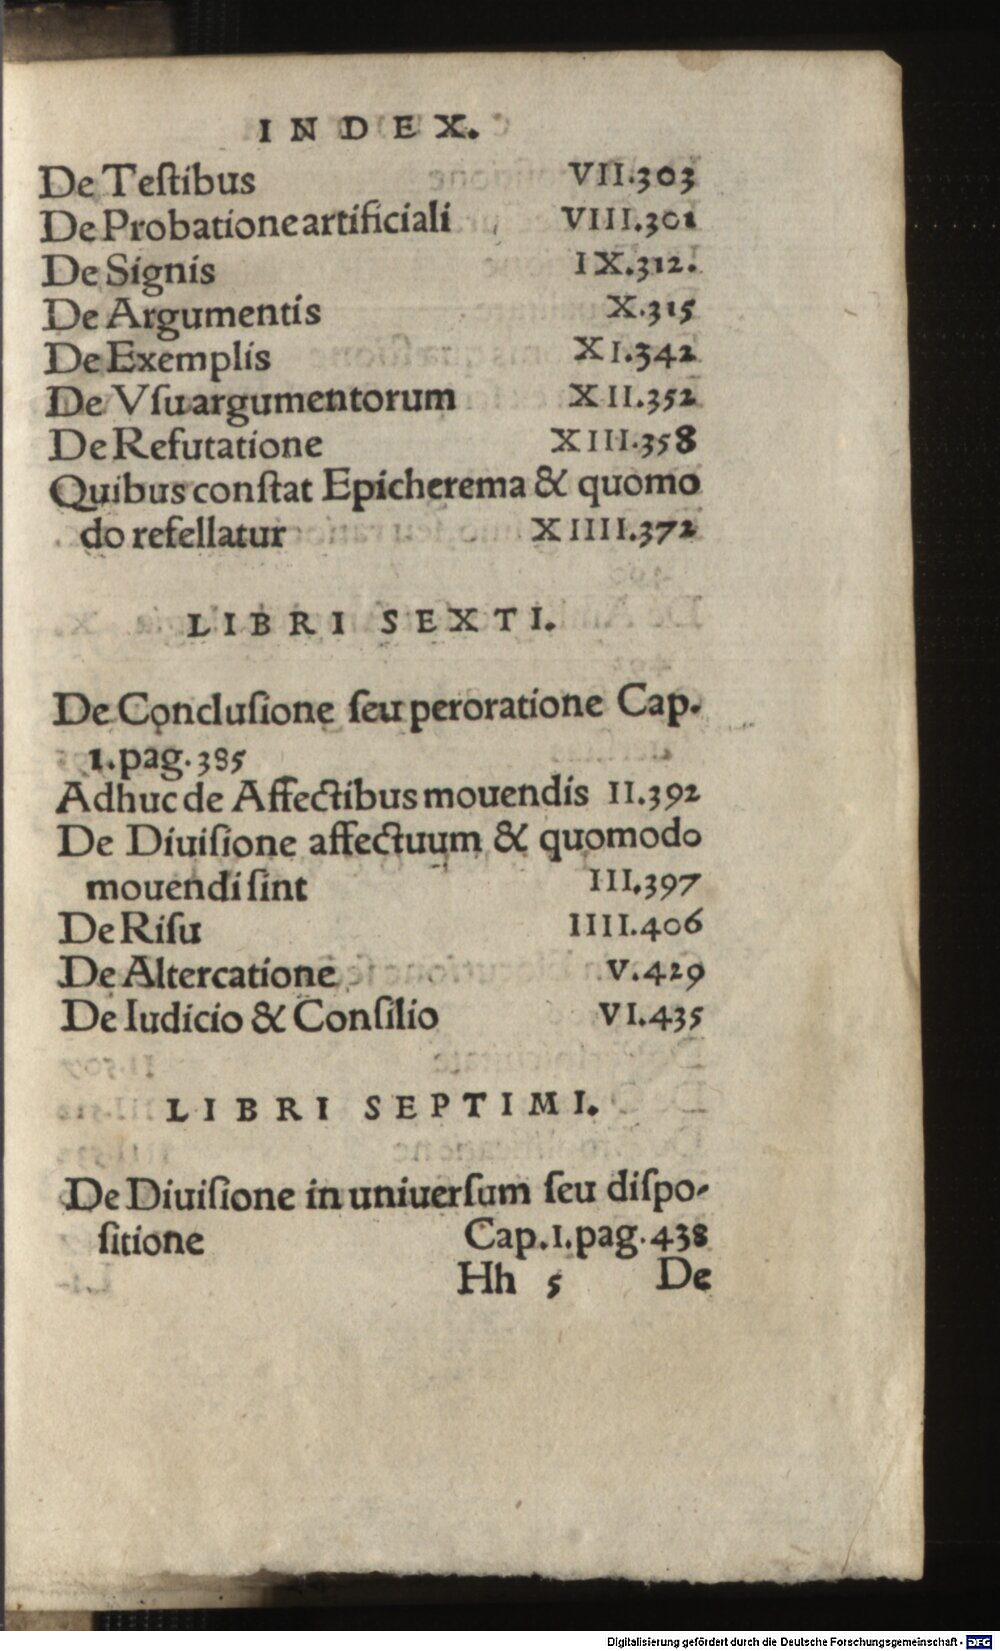 INDEX.
De Teſtibus VII.303
De Probatione artificiali VIII.301
De Signis IX.312.
De Argumentis X.315
De Exemplis XI.342
De Vſu argumentorum XII.352
De Refutatione XIII.358
Quibus conſtat Epicherema & quomo
do refellatur XIIII.372
LIBRI SEXTI.
De Concluſione ſeu peroratione Cap.
1.pag.385
Adhuc de Affectibus mouendis II.392
De Diuiſione affectuum & quomodo
mouendi ſint III.397
De Riſu IIII.406
De Altercatione V.429
De Iudicio & Conſilio VI.435
LIBRI SEPTIMI.
De Diuiſione in uniuerſum ſeu diſpo-
ſitione Cap.I.pag.438
Hh 5 De
Digitalisierung gefördert durch die Deutsche Forschungsgemeinschaft - DFG